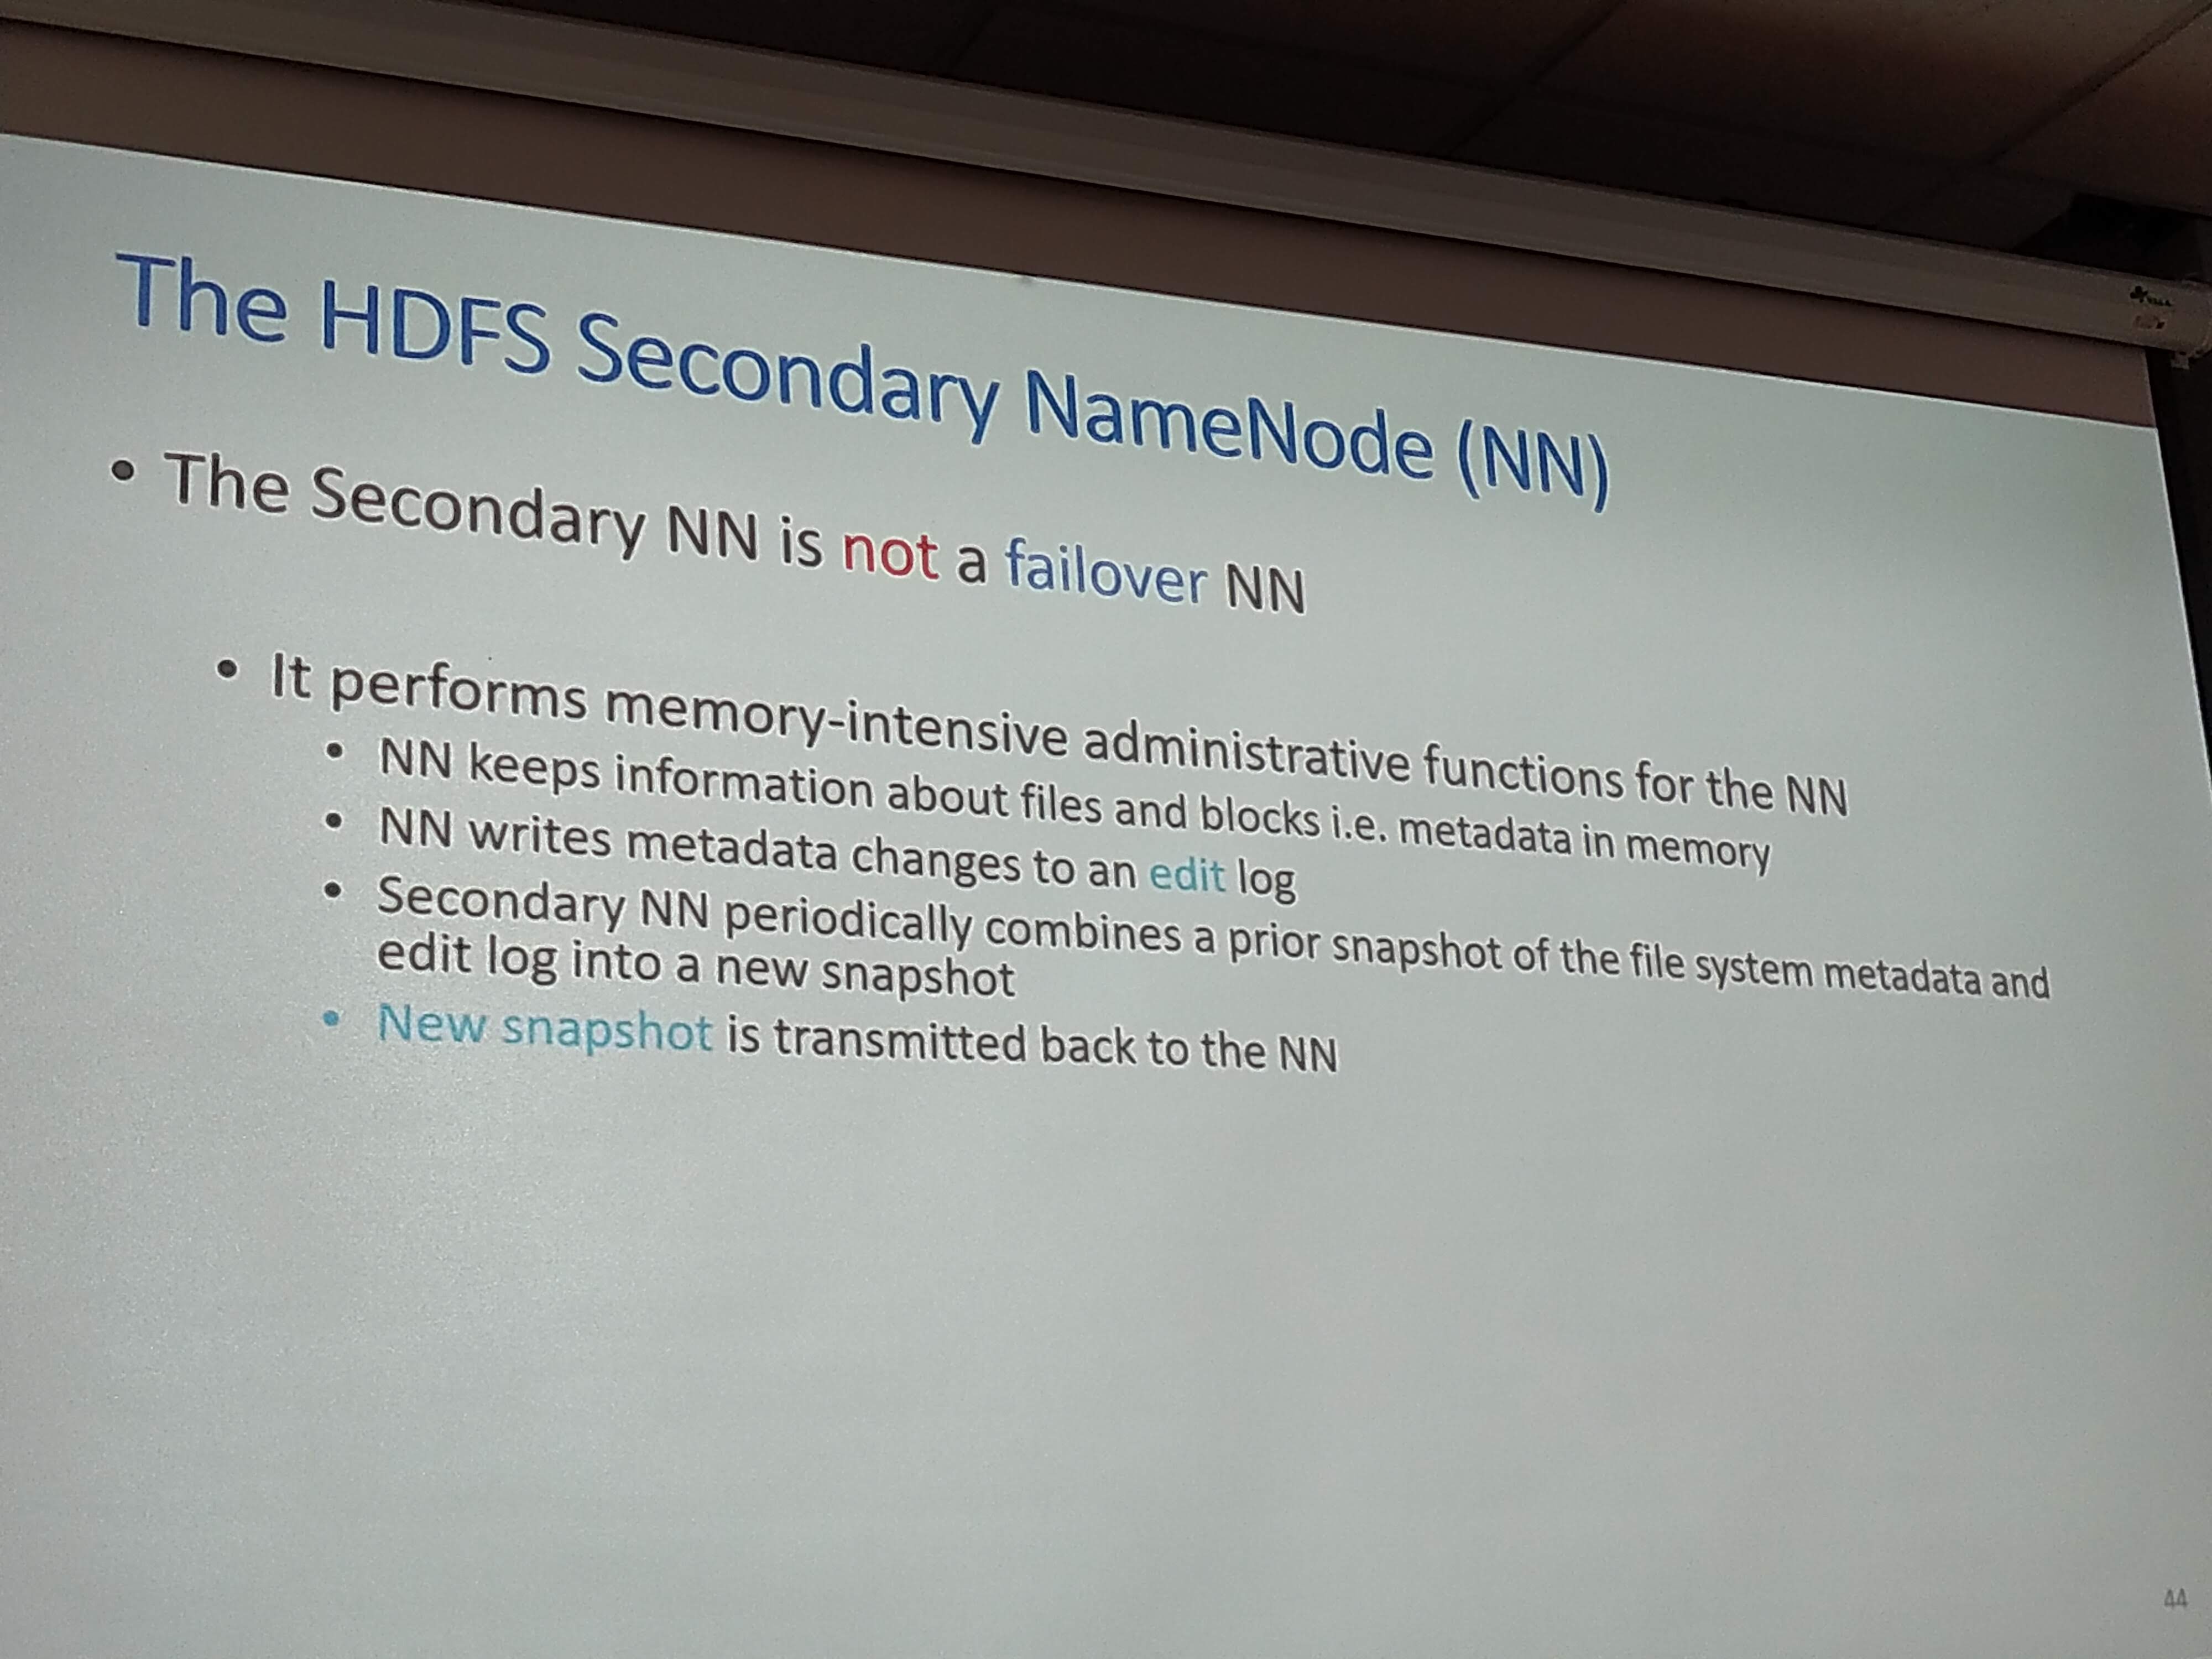 The HDFS Secondary NameNode (NN)
• The Secondary NN is not a failover NN
• It performs memory-intensive administrative functions for the NN
• NN keeps information about files and blocks i.e. metadata in memory
• NN writes metadata changes to an edit log
• Secondary NN periodically combines a prior snapshot of the file system metadata and
edit log into a new snapshot
• New snapshot is transmitted back to the NN
44